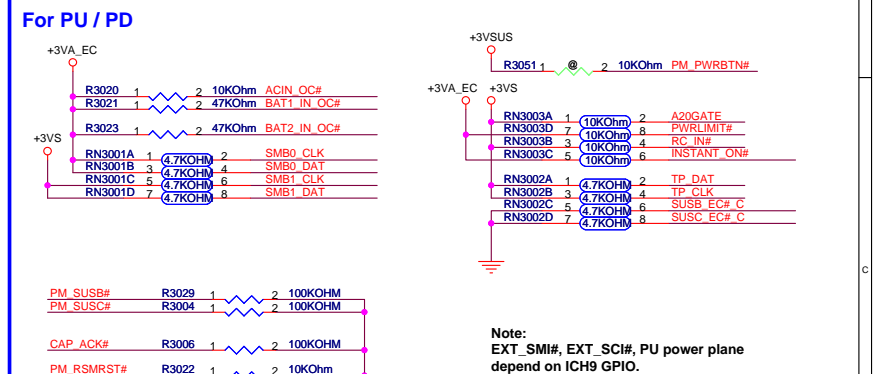 For PU / PD
+3VA_EC
R3020 1 2 10KOhm ACIN_OC#
R3021 1 2 47KOhm BAT1_IN_OC#
R3023 1 2 47KOhm BAT2_IN_OC#
+3VS
RN3001A 1 4.7KOHM 2 SMB0_CLK
RN3001B 3 4.7KOHM 4 SMB0_DAT
RN3001C 5 4.7KOHM 6 SMB1_CLK
RN3001D 7 4.7KOHM 8 SMB1_DAT
PM_SUSB# R3029 1 2 100KOHM
PM_SUSC# R3004 1 2 100KOHM
CAP_ACK# R3006 1 2 100KOHM
PM_RSMRST# R3022 1 2 10KOhm
+3VSUS
R3051 1 @ 2 10KOhm PM_PWRBTN#
+3VA_EC +3VS
RN3003A 1 10KOhm 2 A20GATE
RN3003D 7 10KOhm 8 PWRLIMIT#
RN3003B 3 10KOhm 4 RC_IN#
RN3003C 5 10KOhm 6 INSTANT_ON#
RN3002A 1 4.7KOHM 2 TP_DAT
RN3002B 3 4.7KOHM 4 TP_CLK
RN3002C 5 4.7KOHM 6 SUSB_EC#_C
RN3002D 7 4.7KOHM 8 SUSC_EC#_C
Note:
EXT_SMI#, EXT_SCI#, PU power plane
depend on ICH9 GPIO.
C